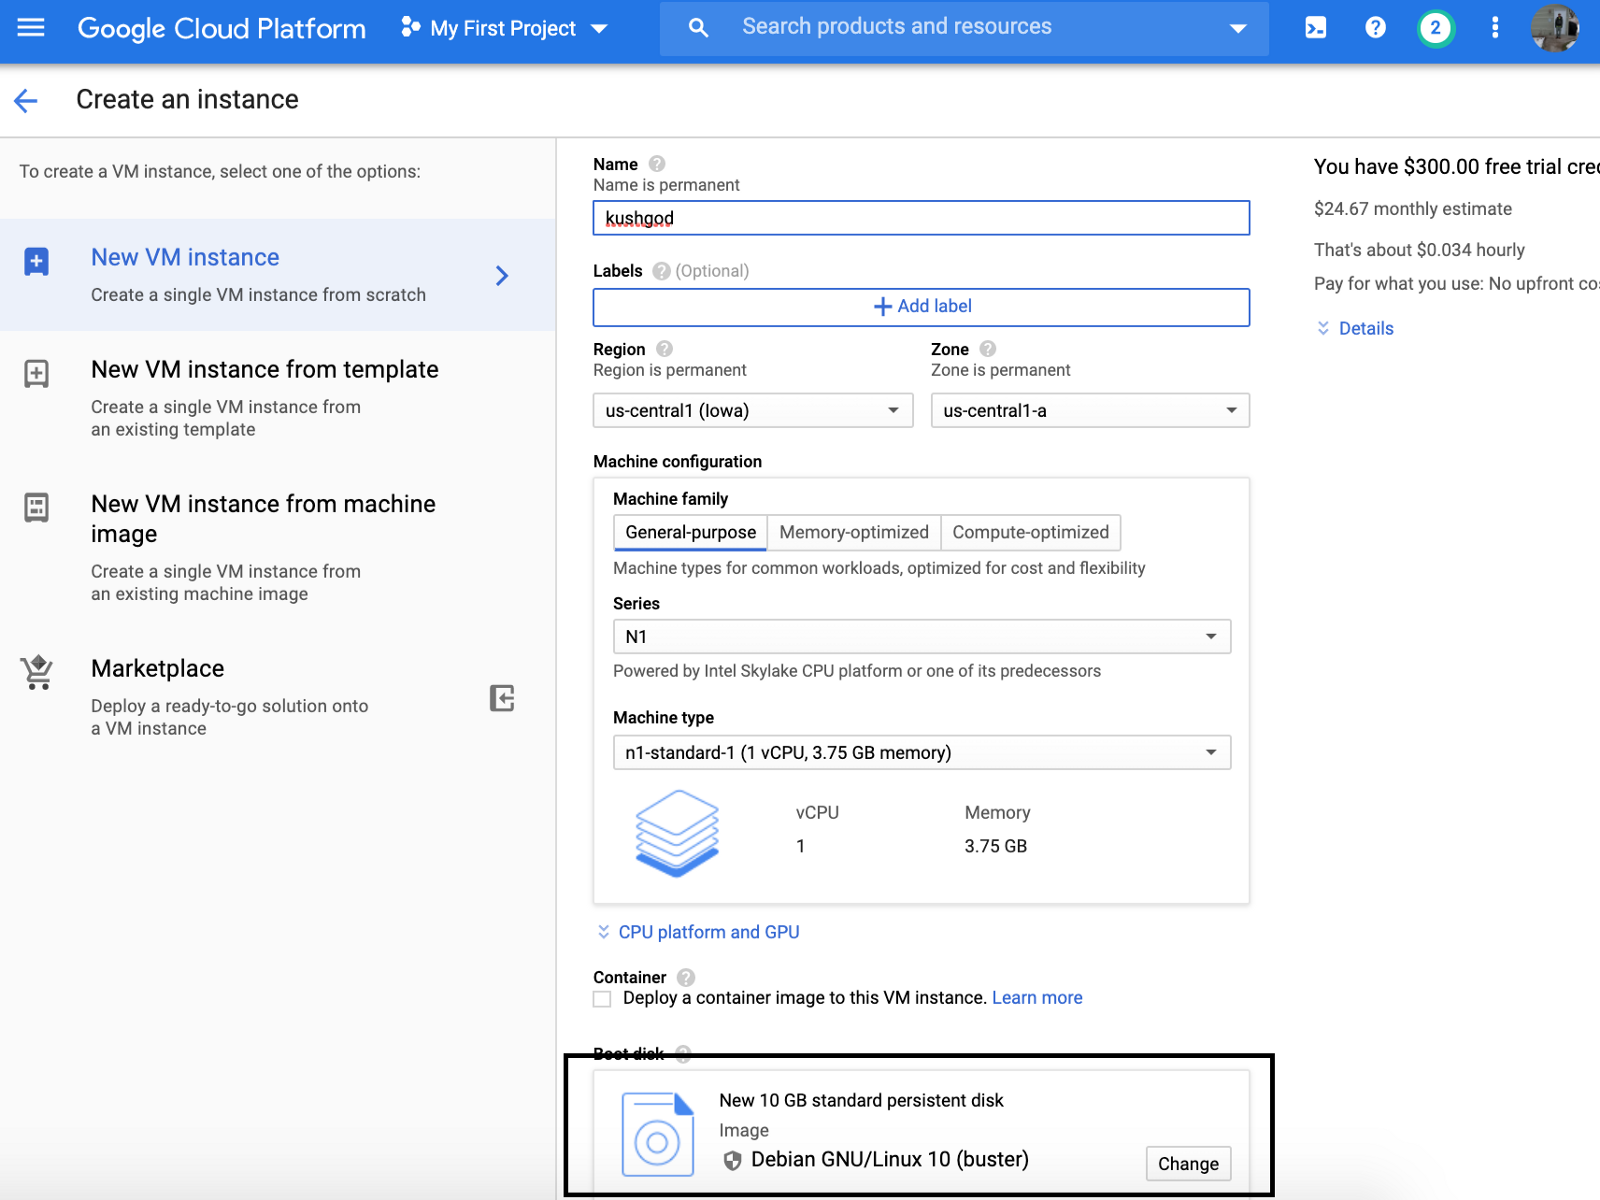 Google Cloud Platform
My First Project
Search products and resources
2
Create an instance
To create a VM instance, select one of the options:
New VM instance
Create a single VM instance from scratch
New VM instance from template
Create a single VM instance from
an existing template
New VM instance from machine
image
Create a single VM instance from
an existing machine image
Marketplace
Deploy a ready-to-go solution onto
a VM instance
Name
Name is permanent
kushgod
Labels (Optional)
Add label
Region
Region is permanent
us-central1 (Iowa)
Zone
Zone is permanent
us-central1-a
Machine configuration
Machine family
General-purpose
Memory-optimized
Compute-optimized
Machine types for common workloads, optimized for cost and flexibility
Series
N1
Powered by Intel Skylake CPU platform or one of its predecessors
Machine type
n1-standard-1 (1 vCPU, 3.75 GB memory)
vCPU
1
Memory
3.75 GB
CPU platform and GPU
Container
Deploy a container image to this VM instance. Learn more
Boot disk
New 10 GB standard persistent disk
Image
Debian GNU/Linux 10 (buster)
Change
You have $300.00 free trial cre
$24.67 monthly estimate
That's about $0.034 hourly
Pay for what you use: No upfront co
Details